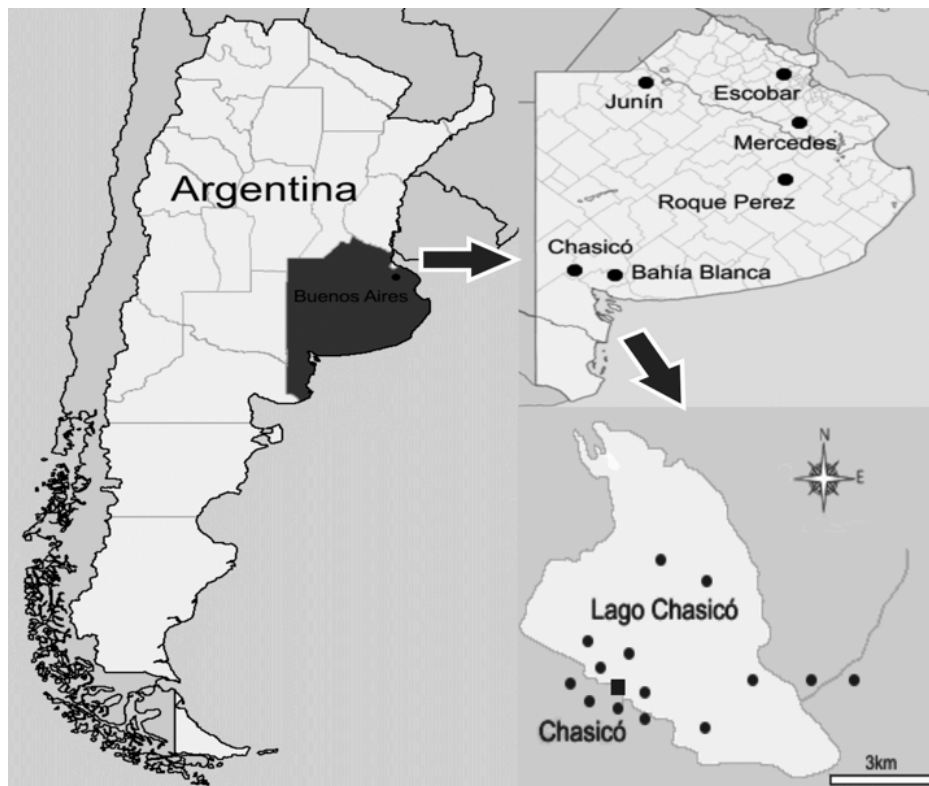 Argentina
Buenos Aires
Junín
Escobar
Mercedes
Roque Perez
Chasicó
Bahía Blanca
N
E
Lago Chasicó
Chasicó
3km